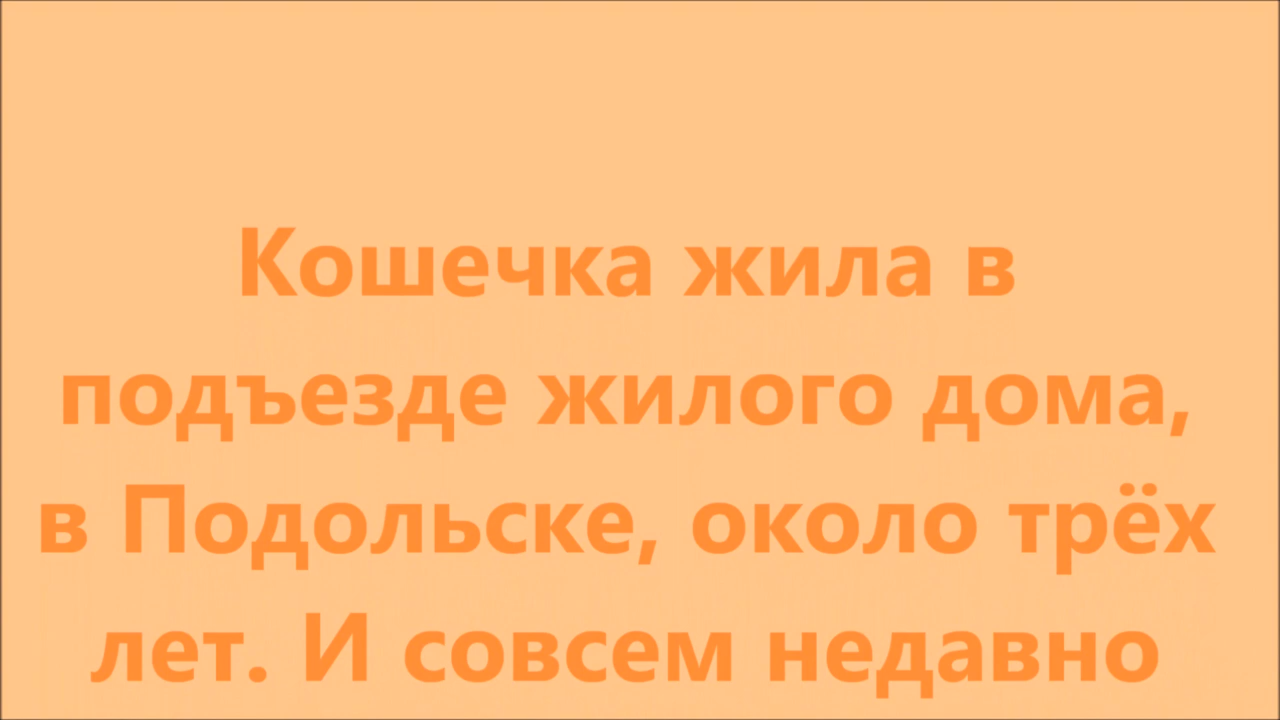 Кошечка жила в
подъезде жилого дома,
в Подольске, около трёх
лет. И совсем недавно